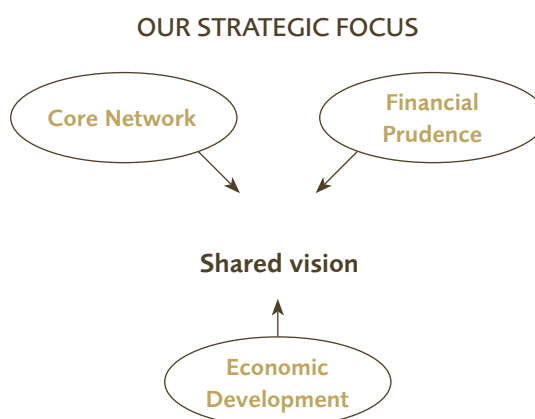 OUR STRATEGIC FOCUS
Core Network
Financial
Prudence
Shared vision
Economic
Development